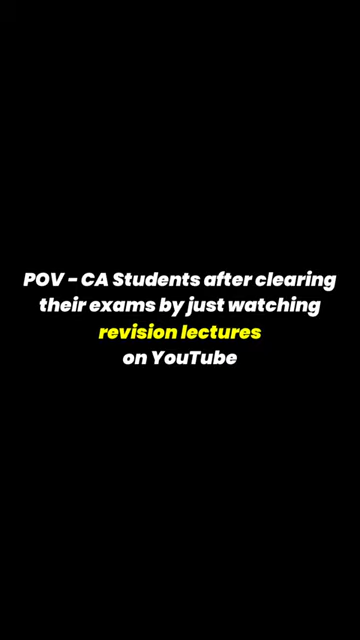 POV - CA Students after clearing
their exams by just watching
revision lectures
on YouTube